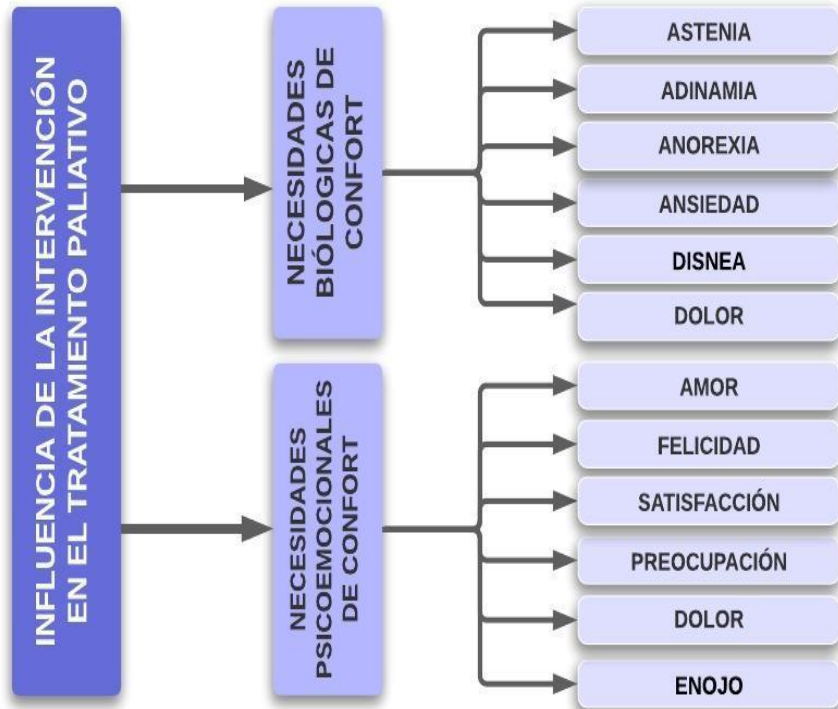 INFLUENCIA DE LA INTERVENCIÓN
EN EL TRATAMIENTO PALIATIVO
NECESIDADES
BIÓLOGICAS DE
CONFORT
ASTENIA
ADINAMIA
ANOREXIA
ANSIEDAD
DISNEA
DOLOR
NECESIDADES
PSICOEMOCIONALES
DE CONFORT
AMOR
FELICIDAD
SATISFACCIÓN
PREOCUPACIÓN
DOLOR
ENOJO